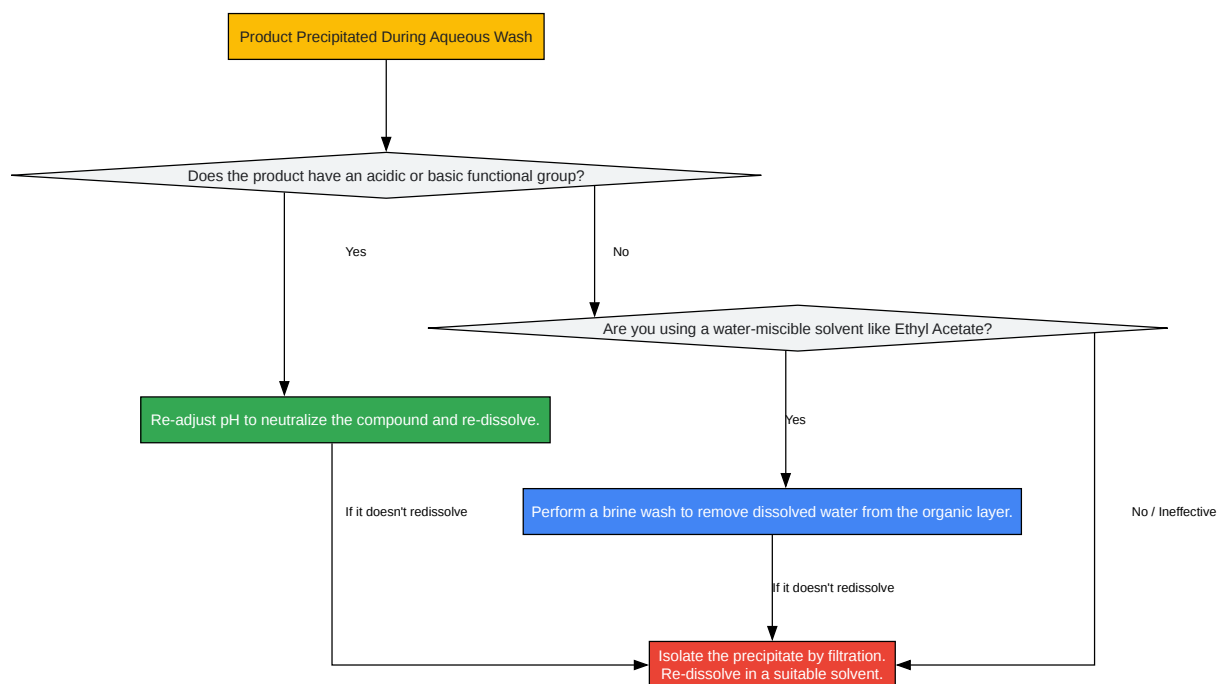 Product Precipitated During Aqueous Wash
Does the product have an acidic or basic functional group?
Yes
No
Are you using a water-miscible solvent like Ethyl Acetate?
Re-adjust pH to neutralize the compound and re-dissolve.
Yes
If it doesn't redissolve
Perform a brine wash to remove dissolved water from the organic layer.
No / Ineffective
If it doesn't redissolve
Isolate the precipitate by filtration.
Re-dissolve in a suitable solvent.